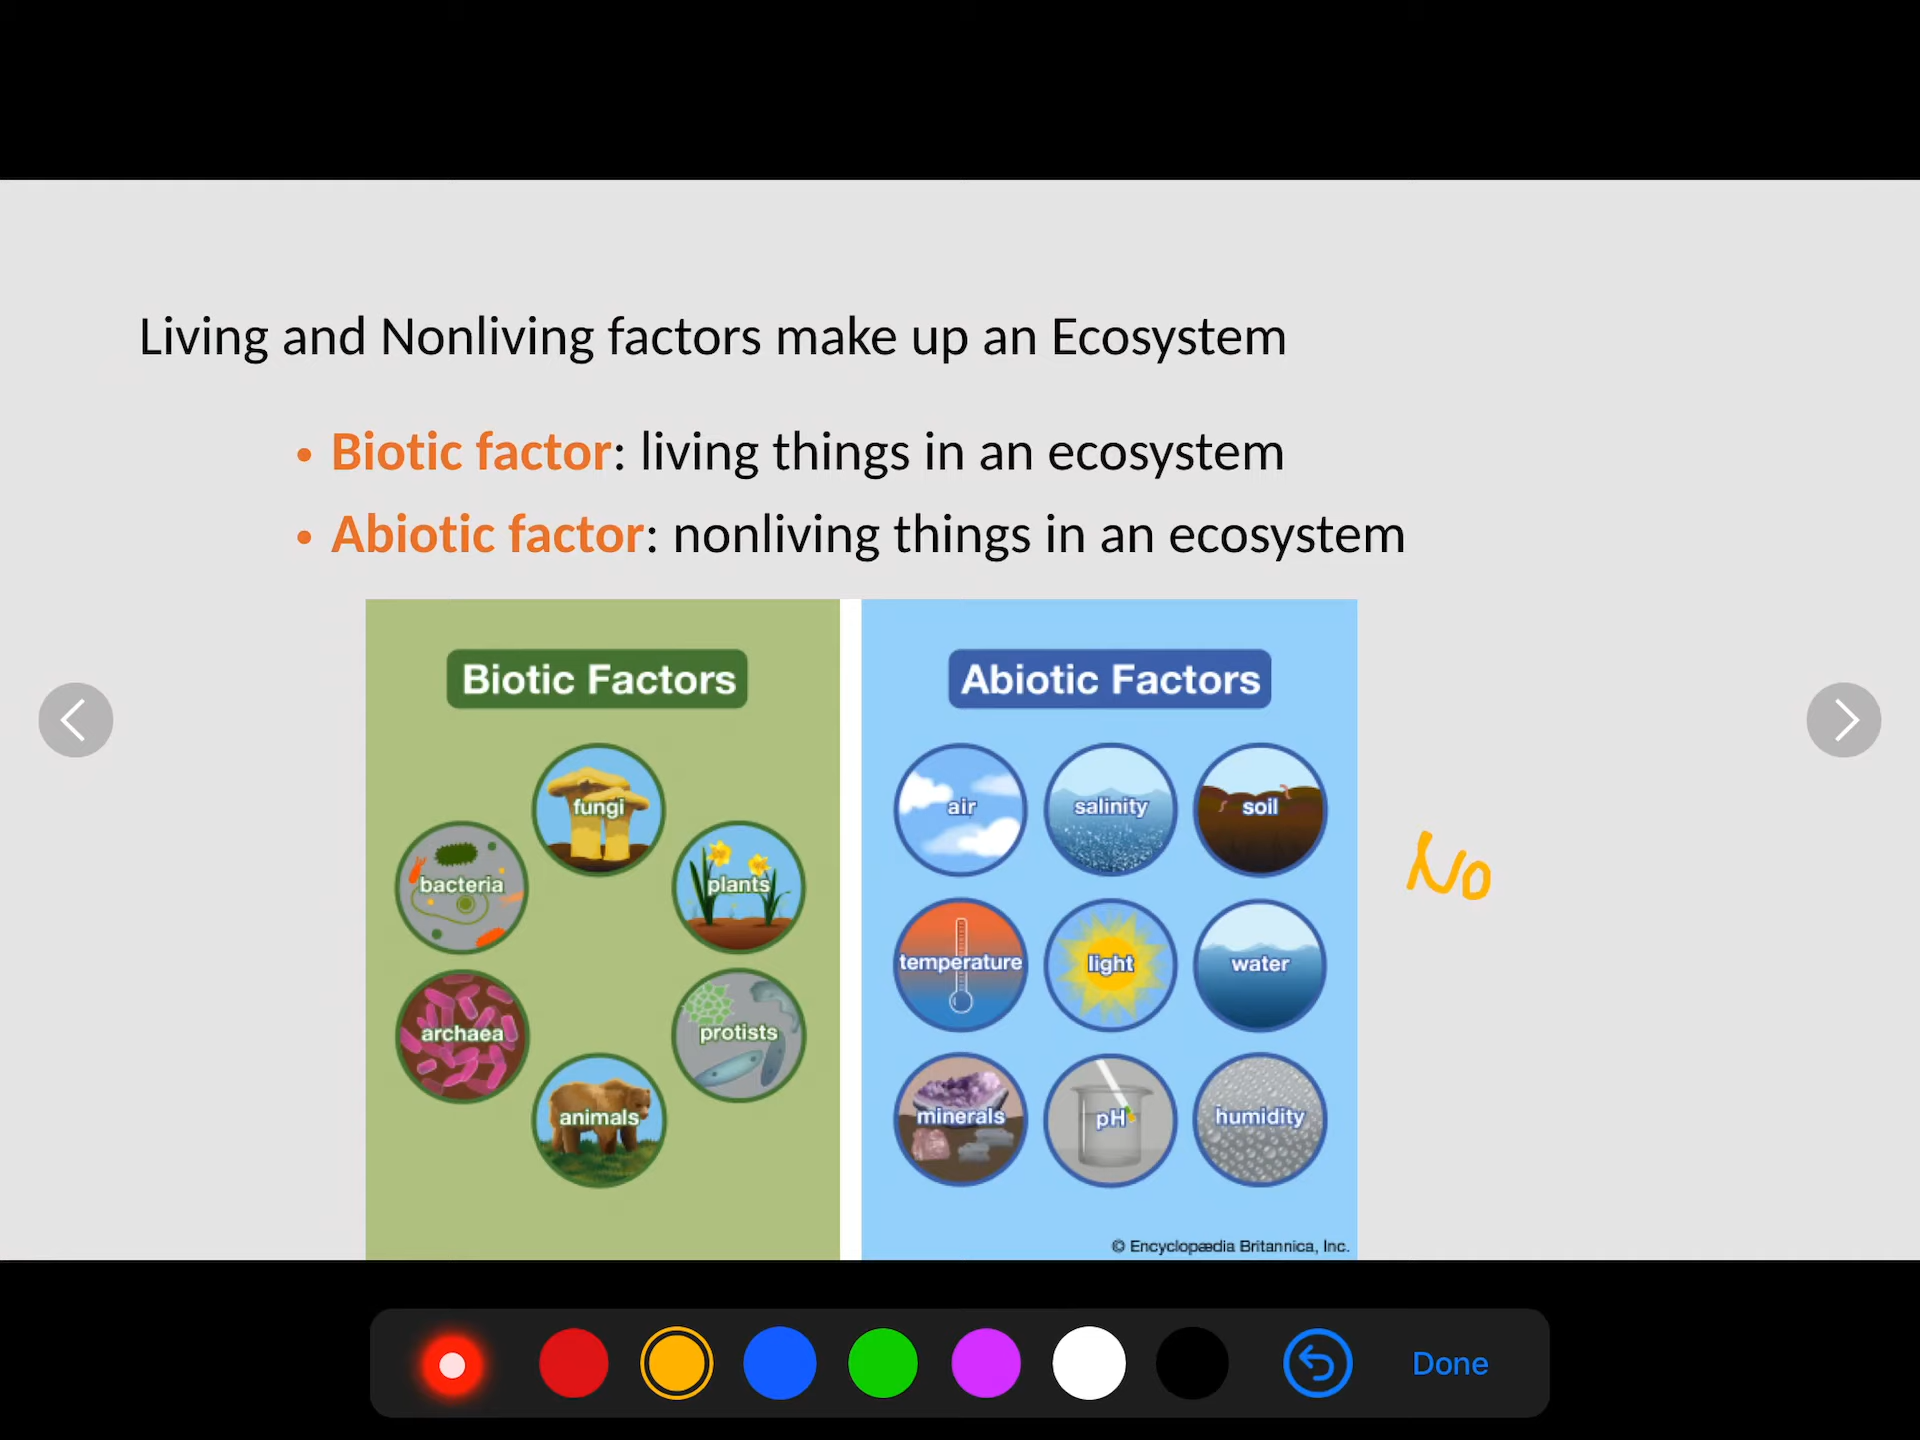 Living and Nonliving factors make up an Ecosystem
• Biotic factor: living things in an ecosystem
• Abiotic factor: nonliving things in an ecosystem
Biotic Factors
fungi
bacteria
plants
archaea
protists
animals
Abiotic Factors
air
salinity
soil
temperature
light
water
minerals
pH
humidity
© Encyclopædia Britannica, Inc.
No
Done